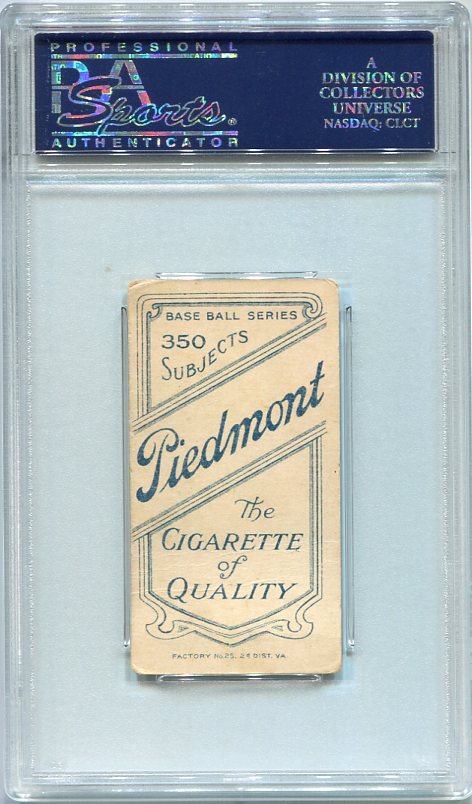 PROFESSIONAL
PSA
Sports®
AUTHENTICATOR
A
DIVISION OF
COLLECTORS
UNIVERSE
NASDAQ: CLCT
BASE BALL SERIES
350
SUBJECTS
Piedmont
The
CIGARETTE
of
QUALITY
FACTORY No. 25, 2d DIST. VA.